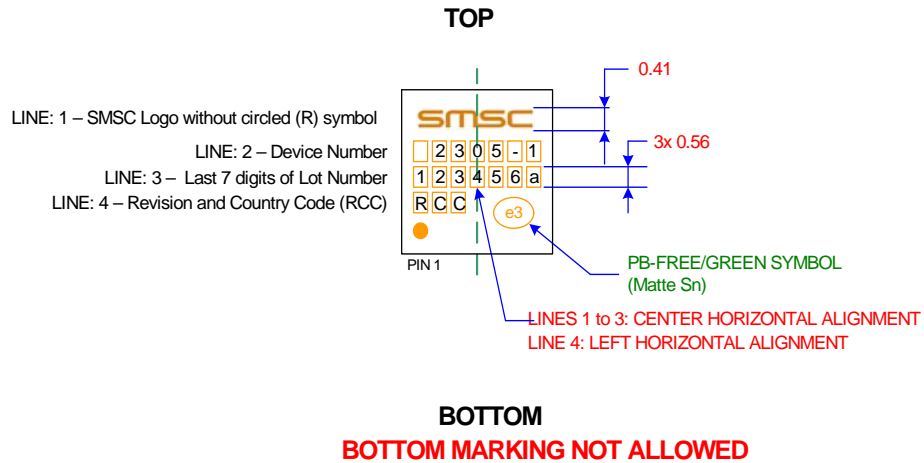 TOP
0.41
LINE: 1 – SMSC Logo without circled (R) symbol
smsc
LINE: 2 – Device Number
2305-1
3x 0.56
LINE: 3 – Last 7 digits of Lot Number
123456a
LINE: 4 – Revision and Country Code (RCC)
RCC
e3
PIN 1
PB-FREE/GREEN SYMBOL
(Matte Sn)
LINES 1 to 3: CENTER HORIZONTAL ALIGNMENT
LINE 4: LEFT HORIZONTAL ALIGNMENT
BOTTOM
BOTTOM MARKING NOT ALLOWED